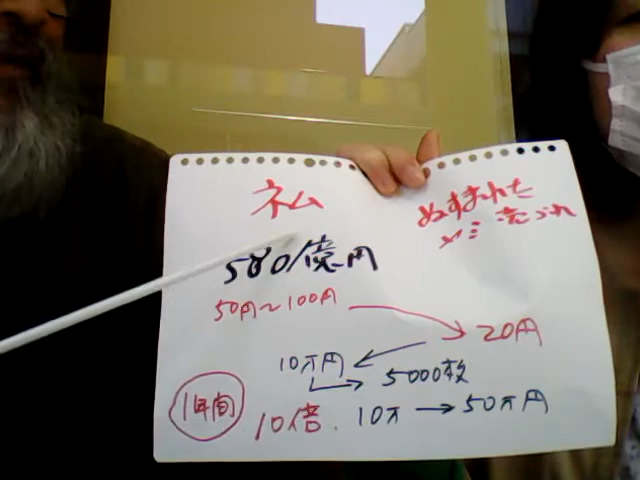 ネム
ぬすまれた
ヤミ売られ
580億円
50円〜100円
20円
10万円
5000枚
1年間
10倍. 10万 → 50万円